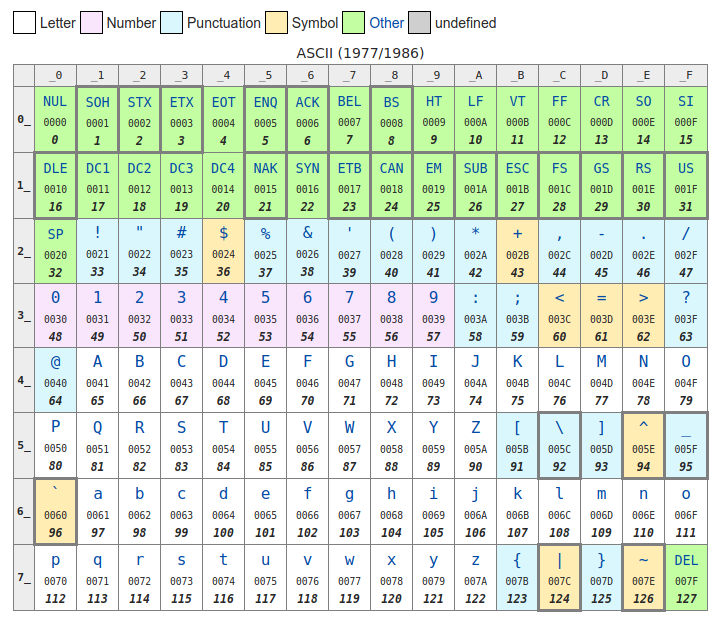 Letter Number Punctuation Symbol Other undefined
ASCII (1977/1986)
_0 _1 _2 _3 _4 _5 _6 _7 _8 _9 _A _B _C _D _E _F
0_ NUL SOH STX ETX EOT ENQ ACK BEL BS HT LF VT FF CR SO SI
0000 0001 0002 0003 0004 0005 0006 0007 0008 0009 000A 000B 000C 000D 000E 000F
0 1 2 3 4 5 6 7 8 9 10 11 12 13 14 15
1_ DLE DC1 DC2 DC3 DC4 NAK SYN ETB CAN EM SUB ESC FS GS RS US
0010 0011 0012 0013 0014 0015 0016 0017 0018 0019 001A 001B 001C 001D 001E 001F
16 17 18 19 20 21 22 23 24 25 26 27 28 29 30 31
2_ SP ! " # $ % & ' ( ) * + , - . /
0020 0021 0022 0023 0024 0025 0026 0027 0028 0029 002A 002B 002C 002D 002E 002F
32 33 34 35 36 37 38 39 40 41 42 43 44 45 46 47
3_ 0 1 2 3 4 5 6 7 8 9 : ; < = > ?
0030 0031 0032 0033 0034 0035 0036 0037 0038 0039 003A 003B 003C 003D 003E 003F
48 49 50 51 52 53 54 55 56 57 58 59 60 61 62 63
4_ @ A B C D E F G H I J K L M N O
0040 0041 0042 0043 0044 0045 0046 0047 0048 0049 004A 004B 004C 004D 004E 004F
64 65 66 67 68 69 70 71 72 73 74 75 76 77 78 79
5_ P Q R S T U V W X Y Z [ \ ] ^ _
0050 0051 0052 0053 0054 0055 0056 0057 0058 0059 005A 005B 005C 005D 005E 005F
80 81 82 83 84 85 86 87 88 89 90 91 92 93 94 95
6_ ` a b c d e f g h i j k l m n o
0060 0061 0062 0063 0064 0065 0066 0067 0068 0069 006A 006B 006C 006D 006E 006F
96 97 98 99 100 101 102 103 104 105 106 107 108 109 110 111
7_ p q r s t u v w x y z { | } ~ DEL
0070 0071 0072 0073 0074 0075 0076 0077 0078 0079 007A 007B 007C 007D 007E 007F
112 113 114 115 116 117 118 119 120 121 122 123 124 125 126 127